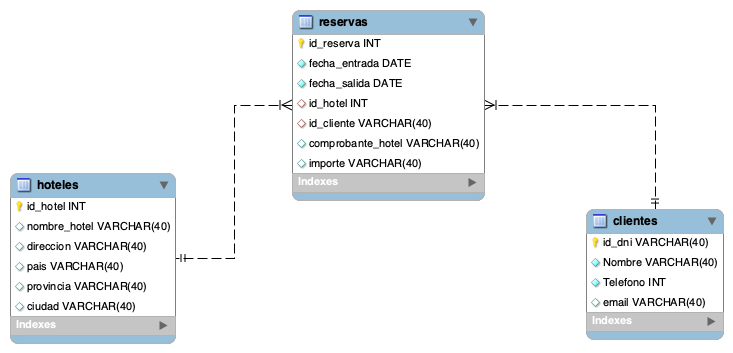 reservas
id_reserva INT
fecha_entrada DATE
fecha_salida DATE
id_hotel INT
id_cliente VARCHAR(40)
comprobante_hotel VARCHAR(40)
importe VARCHAR(40)
Indexes
hoteles
id_hotel INT
nombre_hotel VARCHAR(40)
direccion VARCHAR(40)
pais VARCHAR(40)
provincia VARCHAR(40)
ciudad VARCHAR(40)
Indexes
clientes
id_dni VARCHAR(40)
Nombre VARCHAR(40)
Telefono INT
email VARCHAR(40)
Indexes